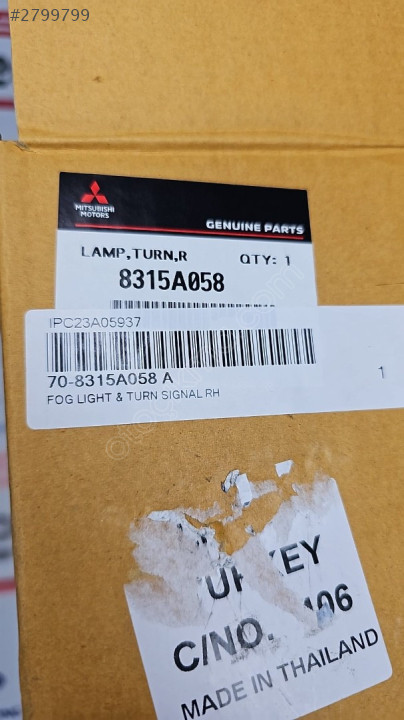 #2799799
MITSUBISHI
MOTORS
GENUINE PARTS
LAMP,TURN,R QTY: 1
8315A058
IPC23A05937
70-8315A058 A
1
FOG LIGHT & TURN SIGNAL RH
C/NO.
MADE IN THAILAND